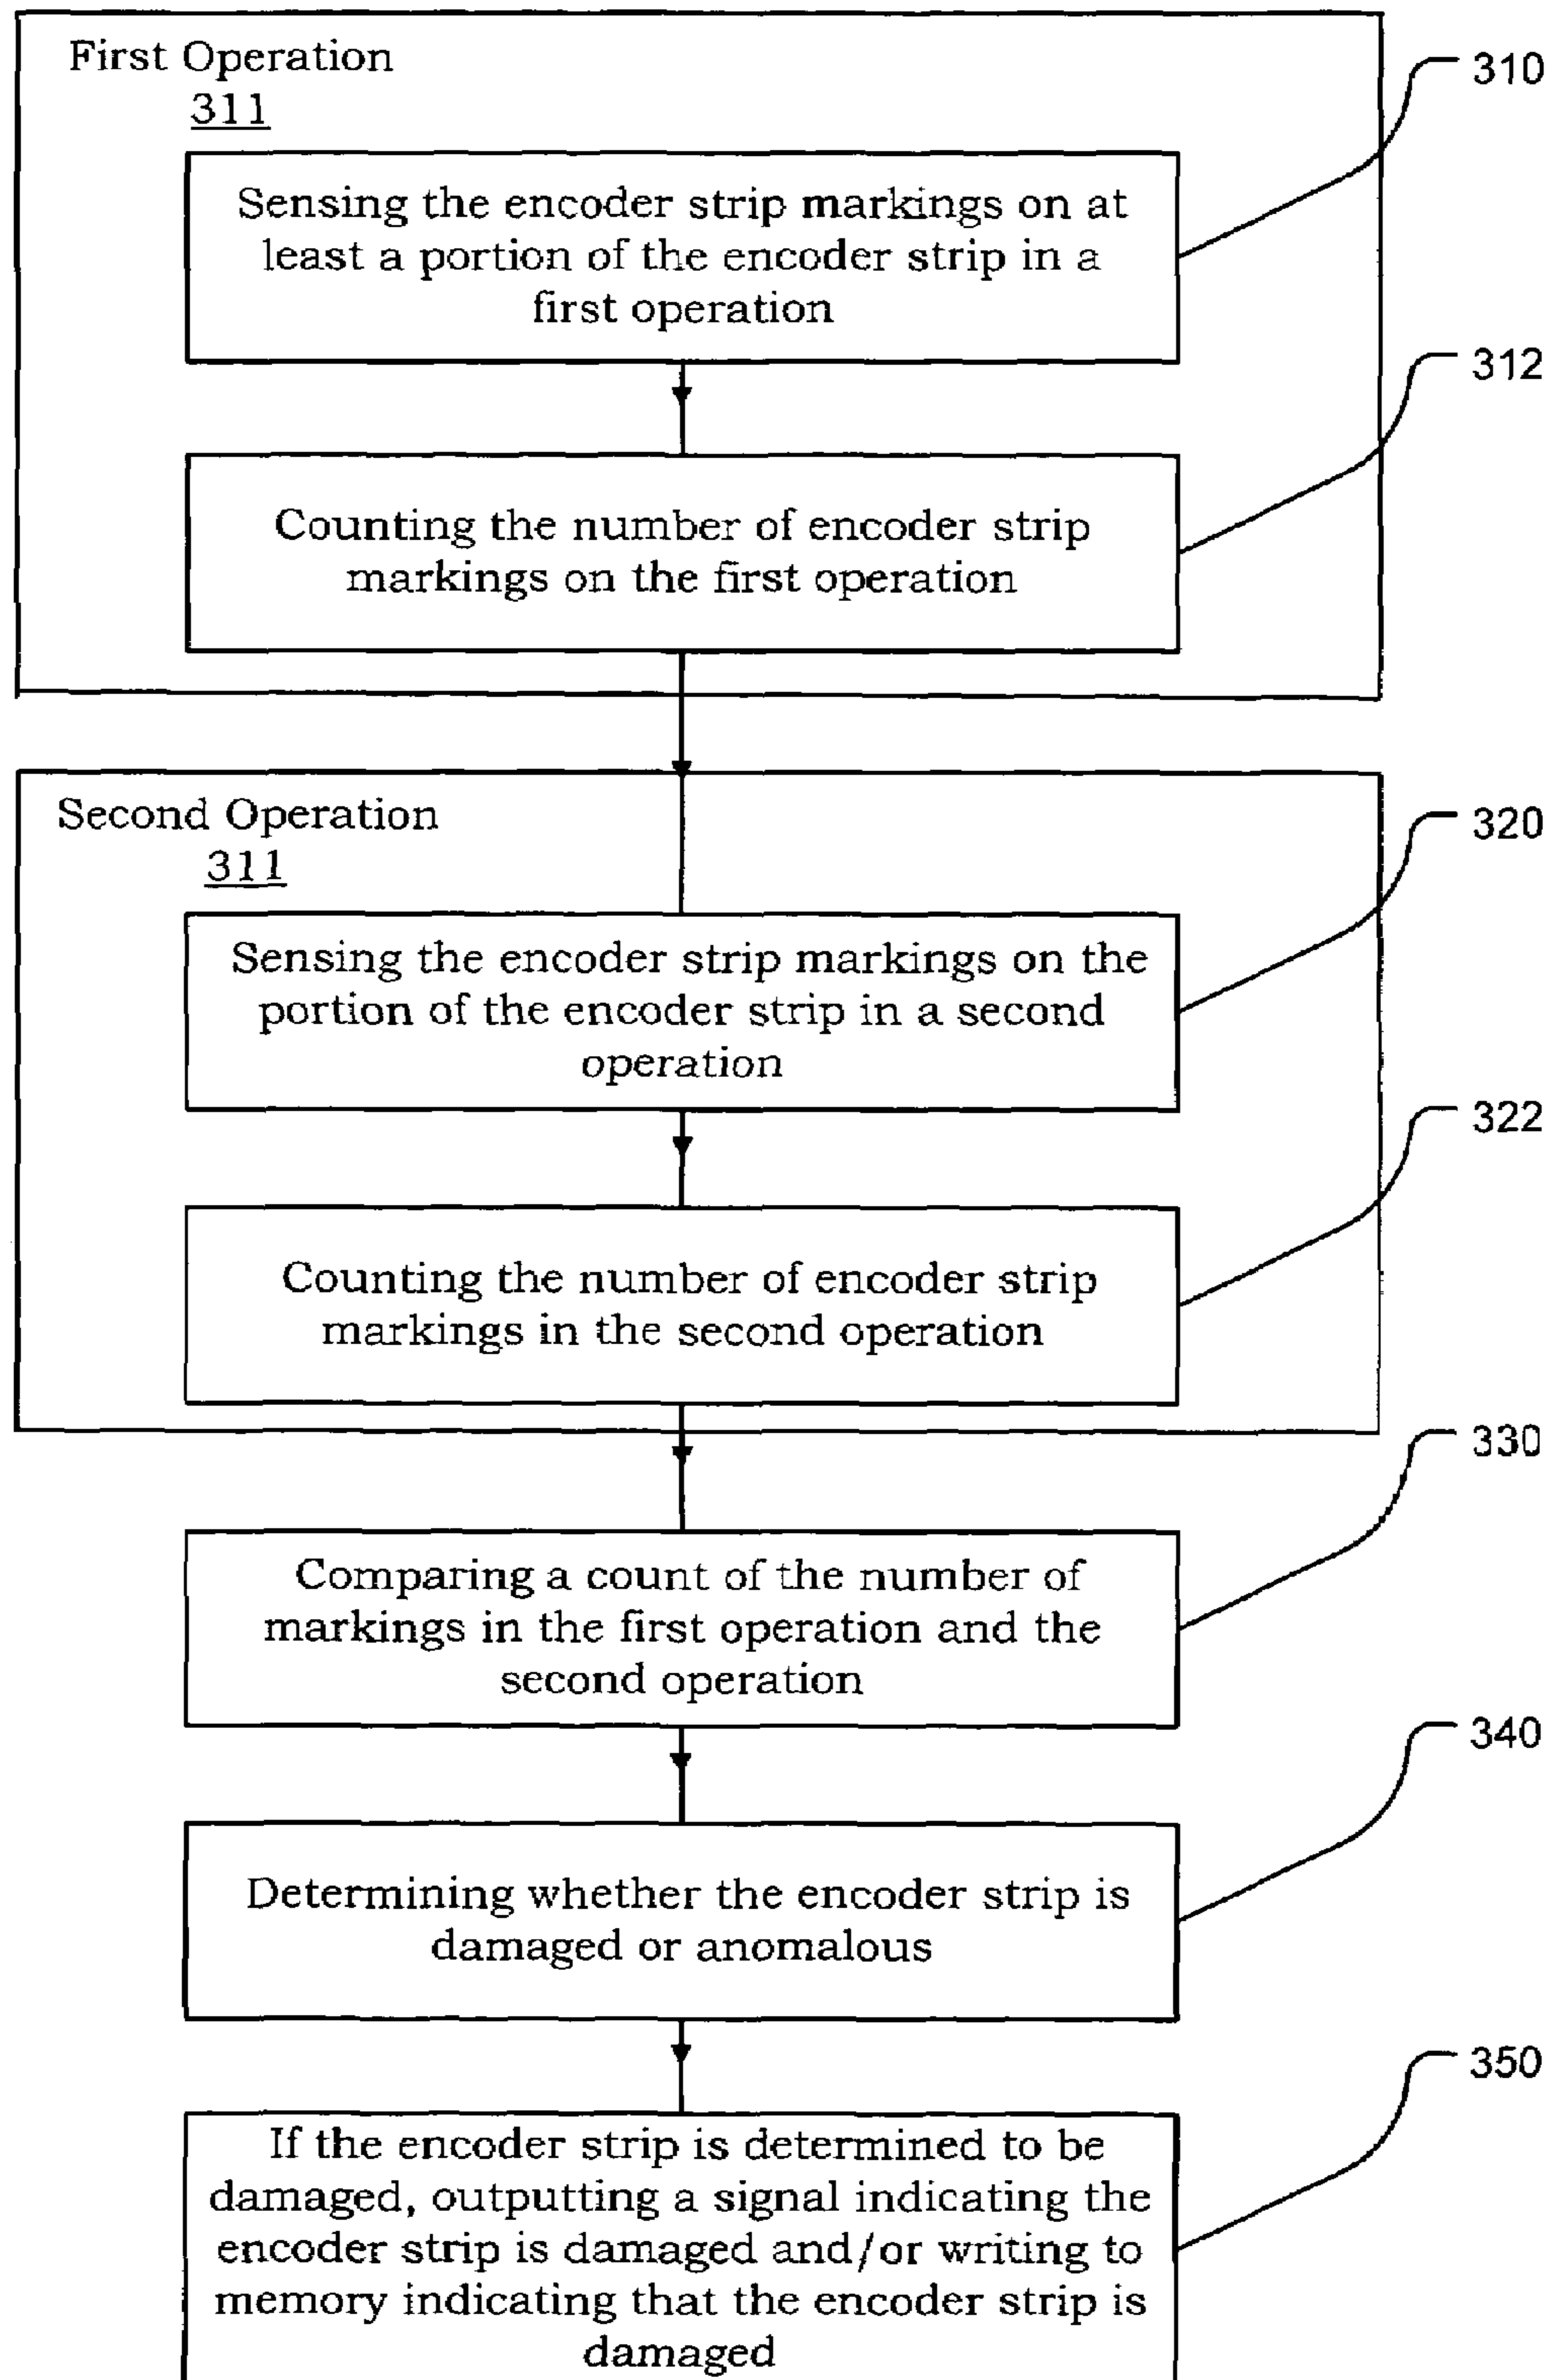 First Operation
311
310
Sensing the encoder strip markings on at
least a portion of the encoder strip in a
first operation
312
Counting the number of encoder strip
markings on the first operation
Second Operation
311
320
Sensing the encoder strip markings on the
portion of the encoder strip in a second
operation
322
Counting the number of encoder strip
markings in the second operation
330
Comparing a count of the number of
markings in the first operation and the
second operation
340
Determining whether the encoder strip is
damaged or anomalous
350
If the encoder strip is determined to be
damaged, outputting a signal indicating the
encoder strip is damaged and/or writing to
memory indicating that the encoder strip is
damaged